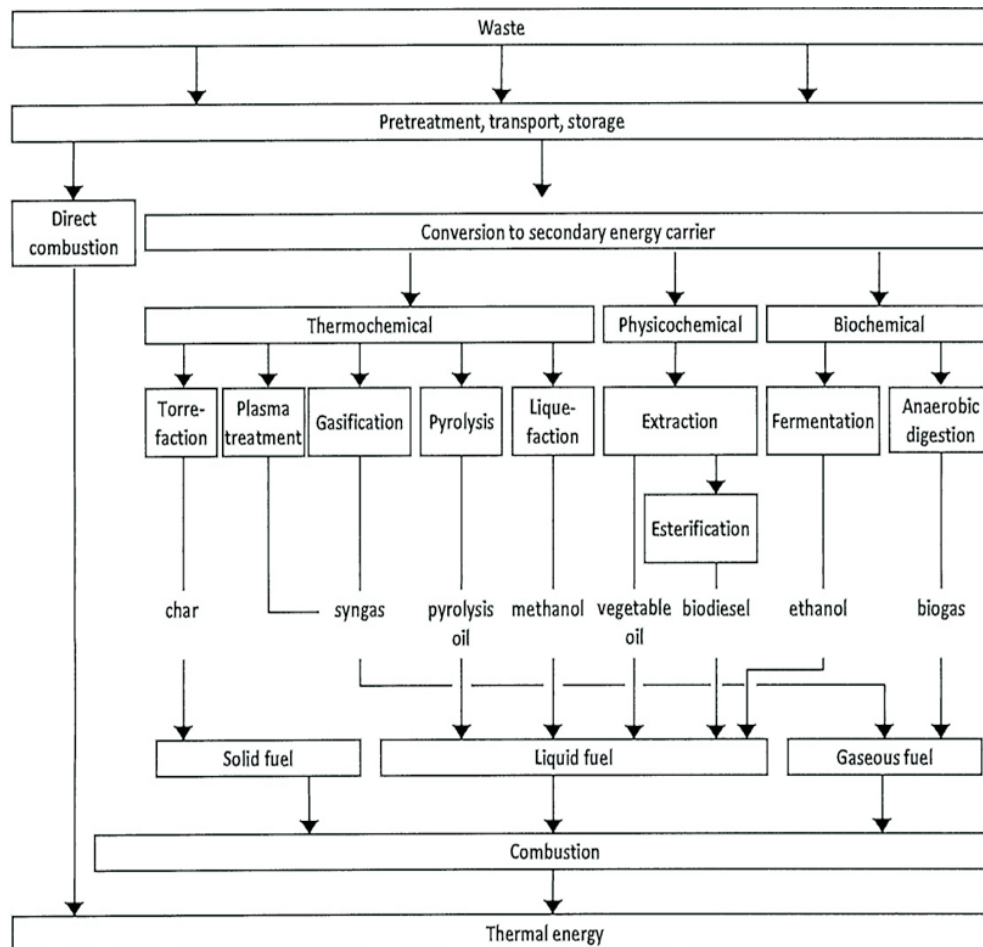 Waste
Pretreatment, transport, storage
Direct
combustion
Conversion to secondary energy carrier
Thermochemical
Physicochemical
Biochemical
Torre-
faction
Plasma
treatment
Gasification
Pyrolysis
Lique-
faction
Extraction
Fermentation
Anaerobic
digestion
Esterification
char
syngas
pyrolysis
oil
methanol
vegetable
oil
biodiesel
ethanol
biogas
Solid fuel
Liquid fuel
Gaseous fuel
Combustion
Thermal energy